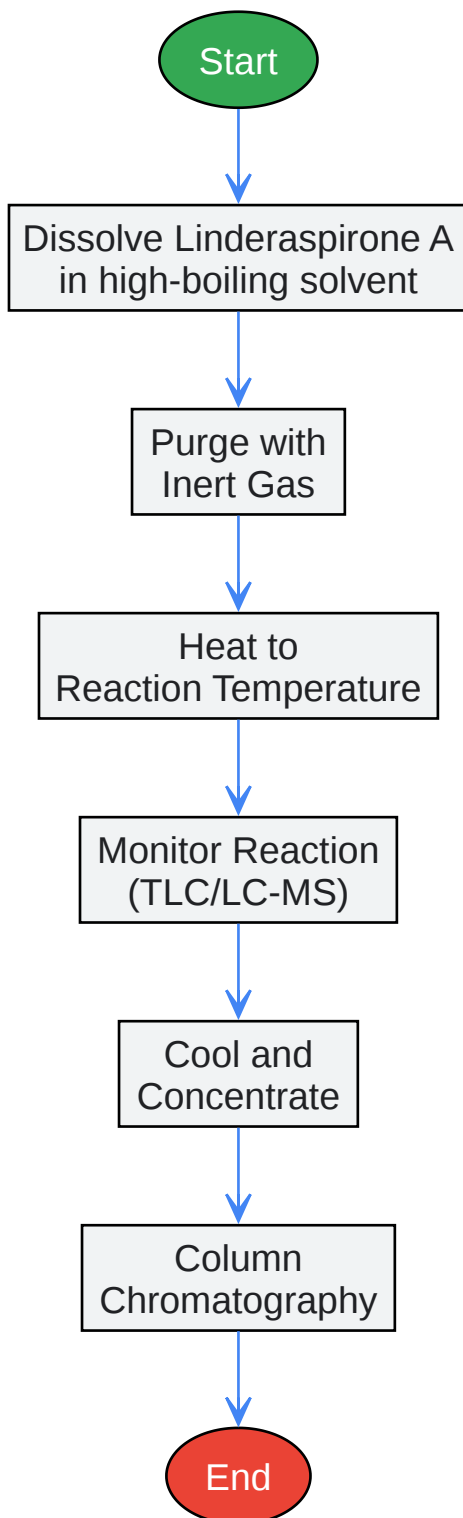 Start
Dissolve Linderaspirone A
in high-boiling solvent
Purge with
Inert Gas
Heat to
Reaction Temperature
Monitor Reaction
(TLC/LC-MS)
Cool and
Concentrate
Column
Chromatography
End